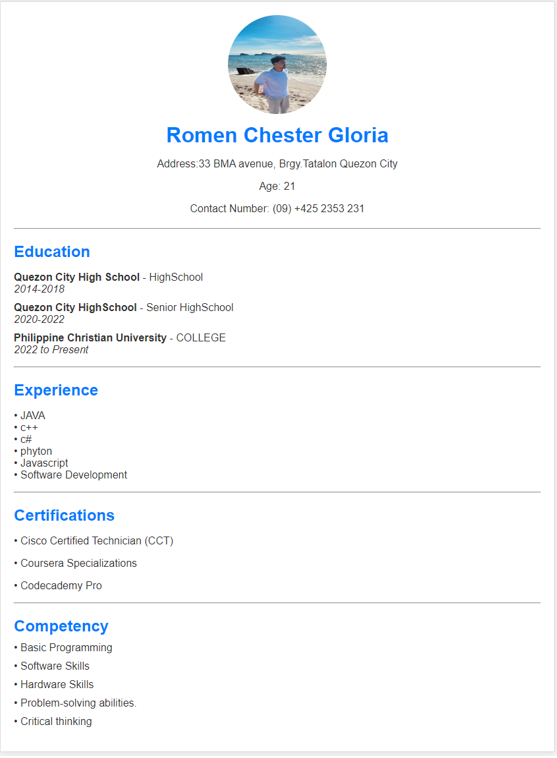 Romen Chester Gloria
Address:33 BMA avenue, Brgy.Tatalon Quezon City
Age: 21
Contact Number: (09) +425 2353 231
Education
Quezon City High School - HighSchool
2014-2018
Quezon City HighSchool - Senior HighSchool
2020-2022
Philippine Christian University - COLLEGE
2022 to Present
Experience
• JAVA
• c++
• c#
• phyton
• Javascript
• Software Development
Certifications
• Cisco Certified Technician (CCT)
• Coursera Specializations
• Codecademy Pro
Competency
• Basic Programming
• Software Skills
• Hardware Skills
• Problem-solving abilities.
• Critical thinking